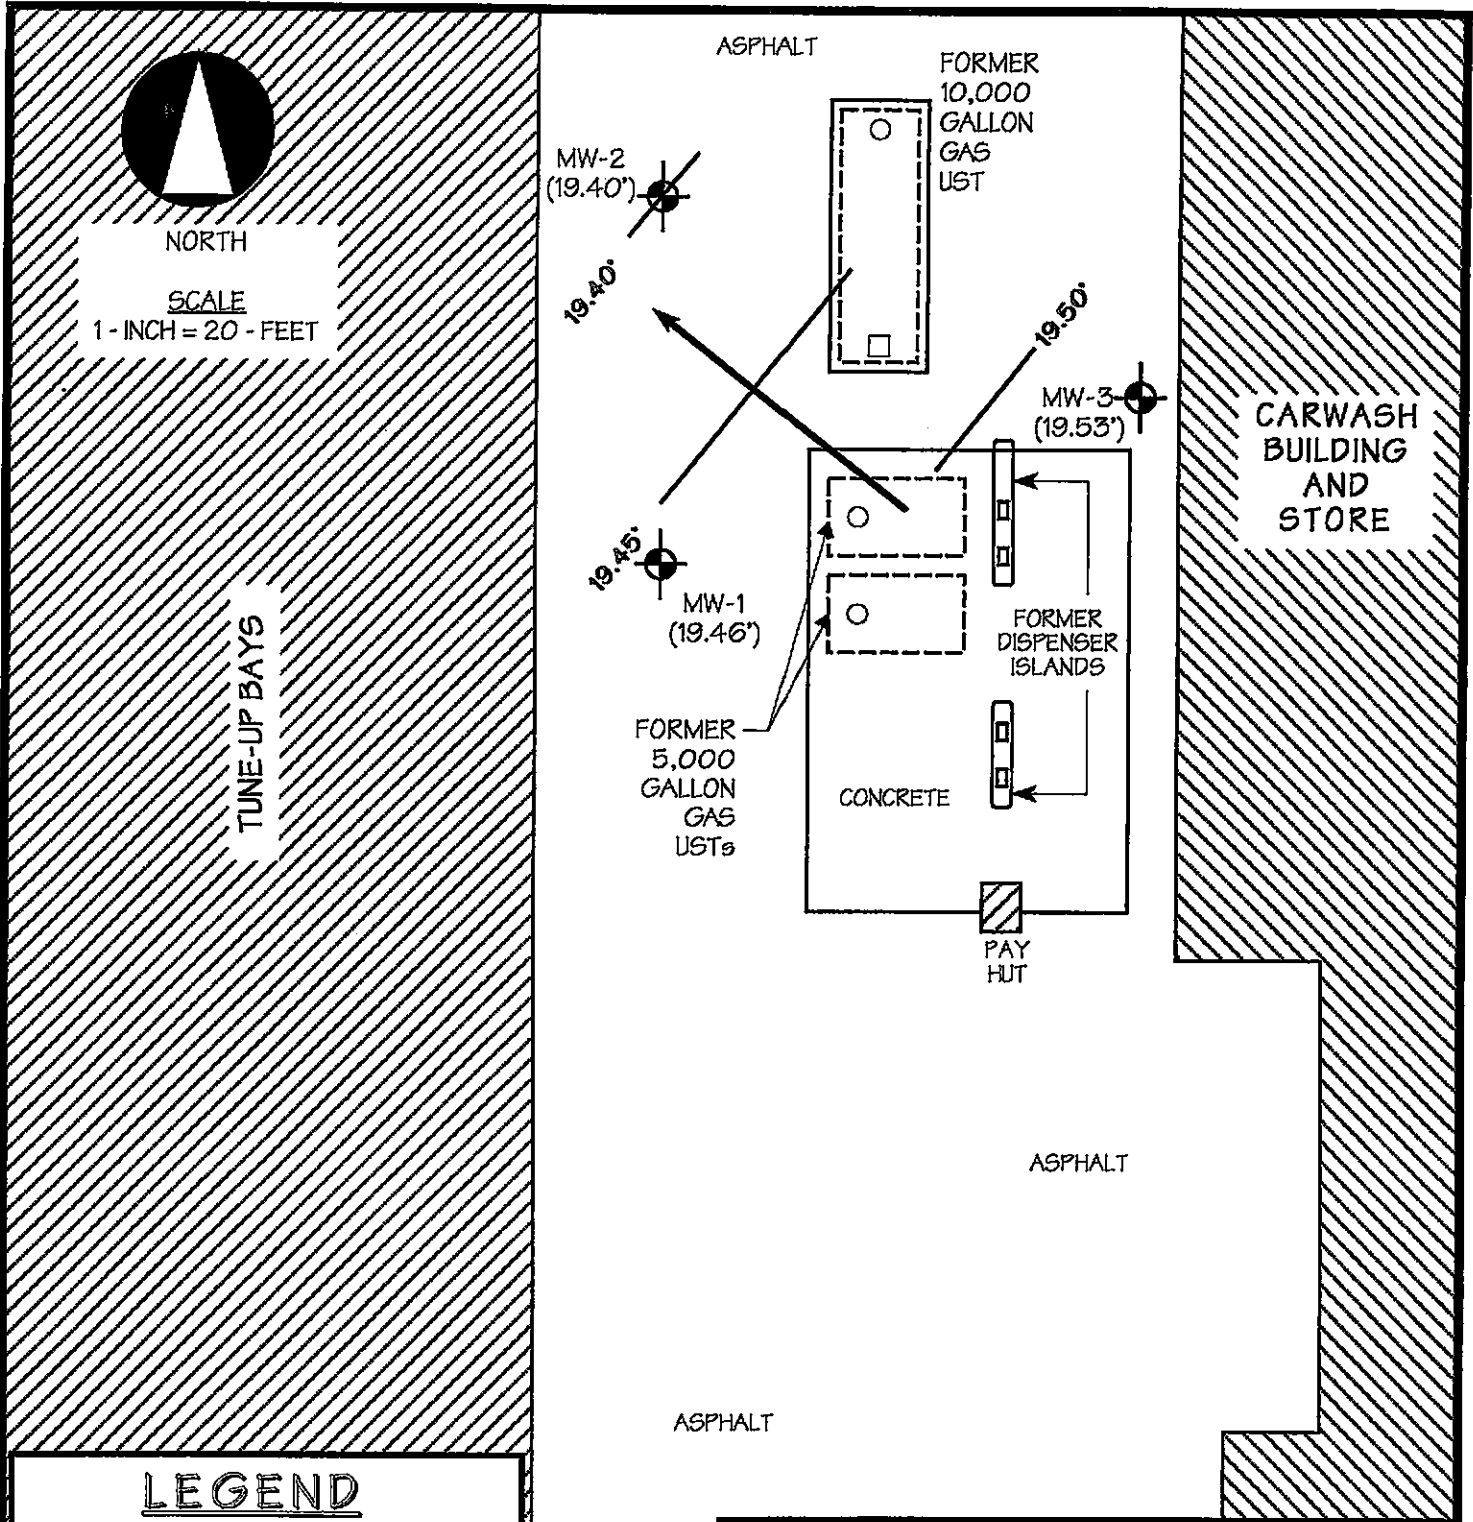 ASPHALT
FORMER
10,000
GALLON
GAS
UST
MW-2
(19.40')
NORTH
SCALE
1 - INCH = 20 - FEET
19.40'
19.50'
MW-3
(19.53')
CARWASH
BUILDING
AND
STORE
19.45'
MW-1
(19.46')
FORMER
DISPENSER
ISLANDS
TUNE-UP BAYS
FORMER
5,000
GALLON
GAS
USTs
CONCRETE
PAY
HUT
ASPHALT
ASPHALT
LEGEND